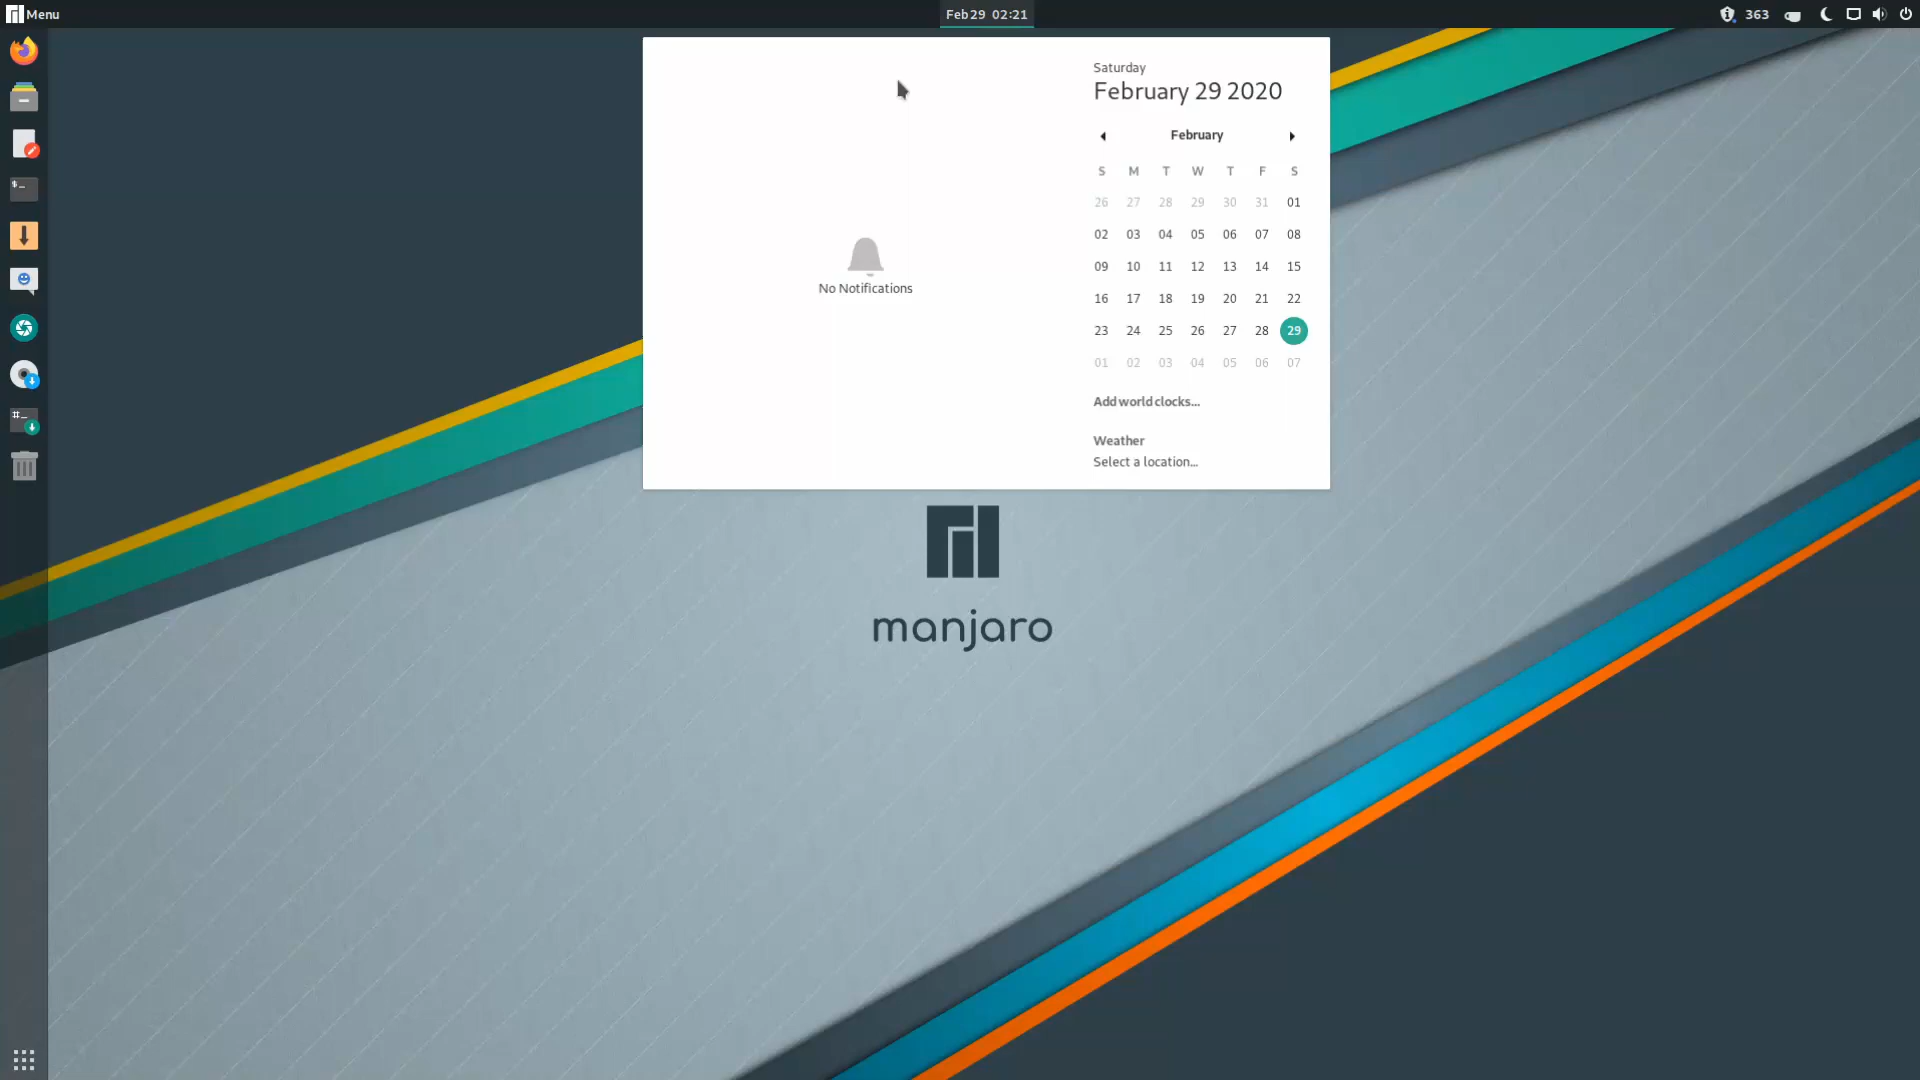 Menu
Feb 29 02:21
363
Saturday
February 29 2020
February
S M T W T F S
26 27 28 29 30 31 01
02 03 04 05 06 07 08
09 10 11 12 13 14 15
16 17 18 19 20 21 22
23 24 25 26 27 28 29
01 02 03 04 05 06 07
No Notifications
Add world clocks...
Weather
Select a location...
manjaro